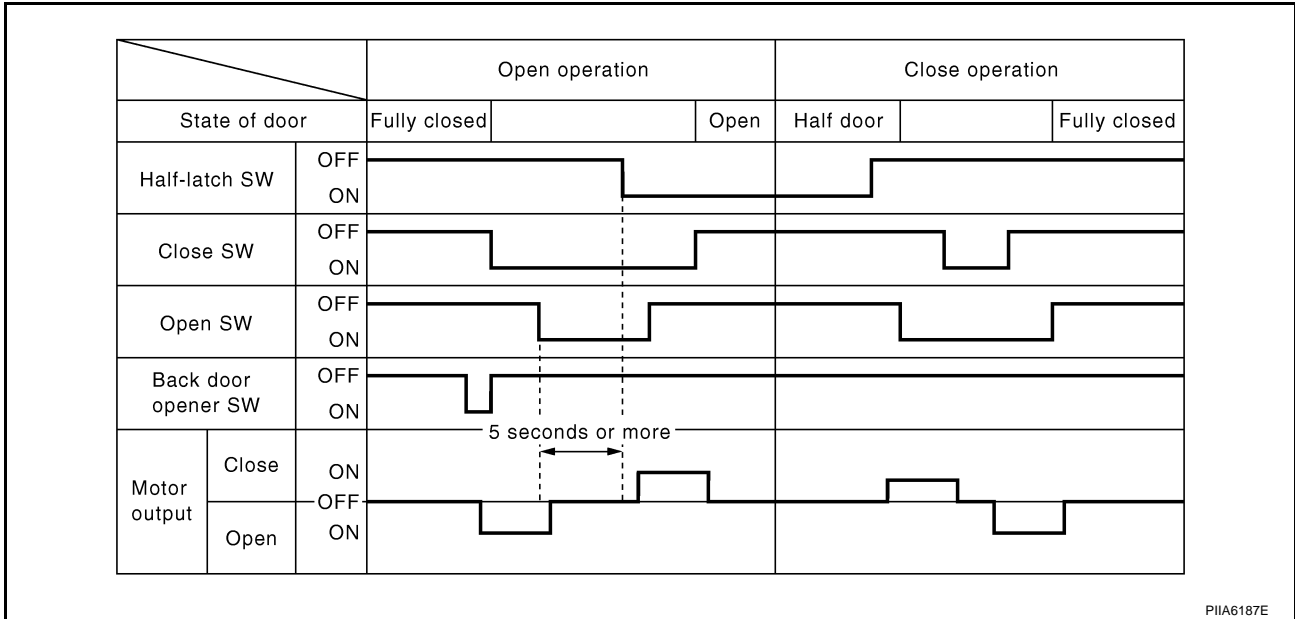 Open operation
Close operation
State of door
Fully closed
Open
Half door
Fully closed
Half-latch SW
OFF
ON
Close SW
OFF
ON
Open SW
OFF
ON
Back door
opener SW
OFF
ON
5 seconds or more
Motor
output
Close
ON
OFF
Open
ON
PIIA6187E